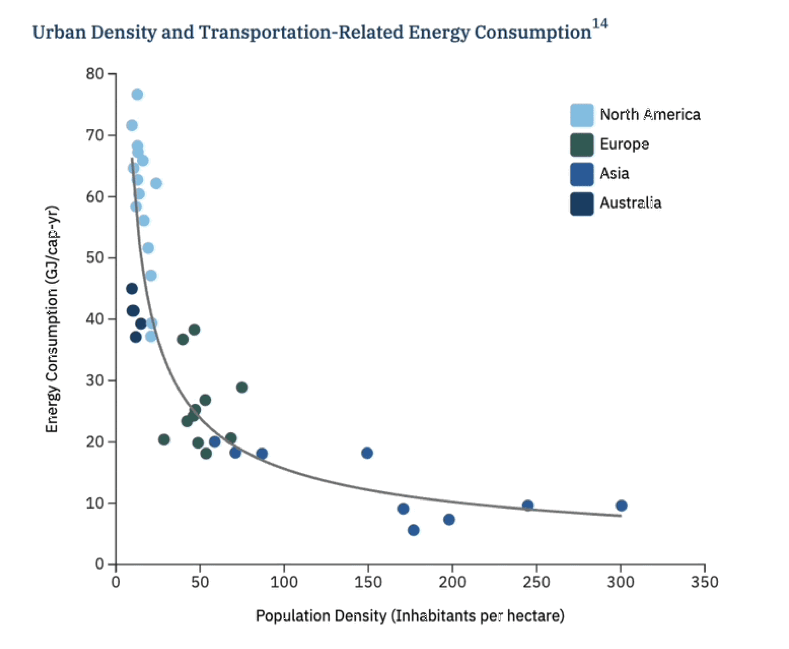 Urban Density and Transportation-Related Energy Consumption14
80
70
60
50
40
30
20
10
0
Energy Consumption (GJ/cap-yr)
North America
Europe
Asia
Australia
0 50 100 150 200 250 300 350
Population Density (Inhabitants per hectare)